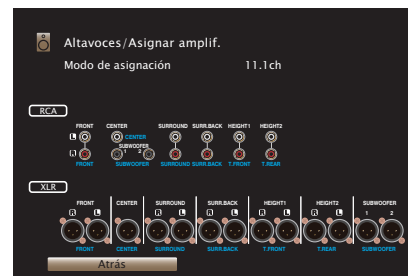 Altavoces/Asignar amplif.
Modo de asignación 11.1ch
RCA
FRONT CENTER SURROUND SURR.BACK HEIGHT1 HEIGHT2
L CENTER
SUBWOOFER
1 2
R
FRONT SUBWOOFER SURROUND SURR.BACK T.FRONT T.REAR
XLR
FRONT CENTER SURROUND SURR.BACK HEIGHT1 HEIGHT2 SUBWOOFER
R L R L R L R L R L 1 2
FRONT CENTER SURROUND SURR.BACK T.FRONT T.REAR SUBWOOFER
Atrás